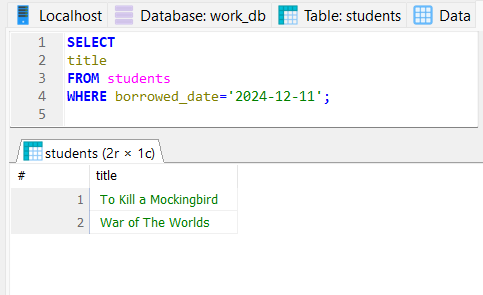 Localhost Database: work_db Table: students Data
1 SELECT
2 title
3 FROM students
4 WHERE borrowed_date='2024-12-11';
5
students (2r × 1c)
# title
1 To Kill a Mockingbird
2 War of The Worlds